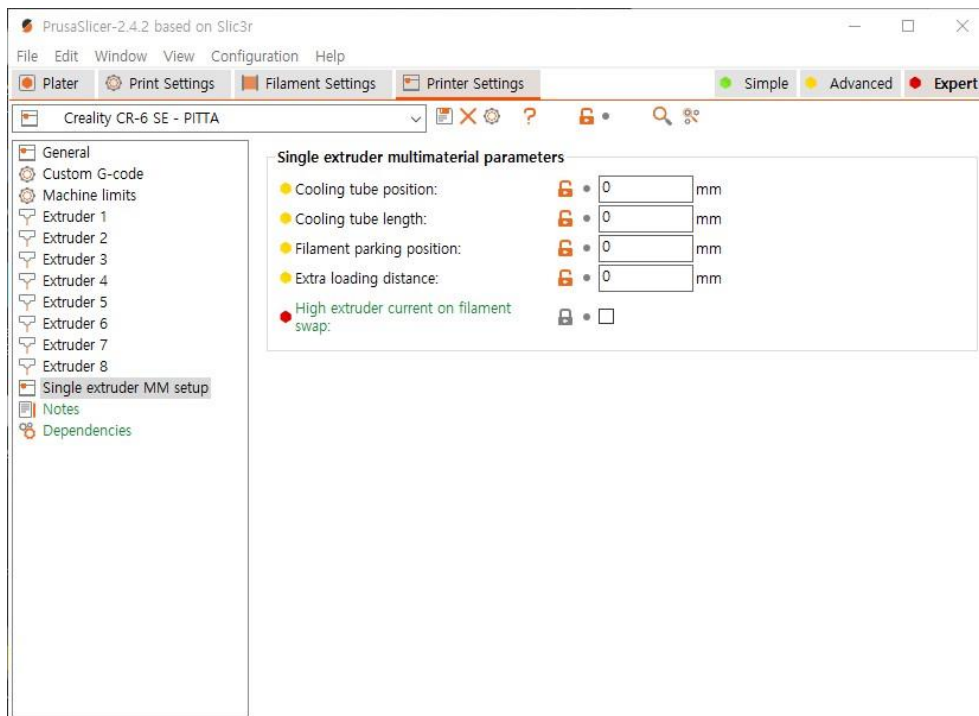 PrusaSlicer-2.4.2 based on Slic3r
File Edit Window View Configuration Help
Plater Print Settings Filament Settings Printer Settings Simple Advanced Expert
Creality CR-6 SE - PITTA
General
Custom G-code
Machine limits
Extruder 1
Extruder 2
Extruder 3
Extruder 4
Extruder 5
Extruder 6
Extruder 7
Extruder 8
Single extruder MM setup
Notes
Dependencies
Single extruder multimaterial parameters
Cooling tube position: 0 mm
Cooling tube length: 0 mm
Filament parking position: 0 mm
Extra loading distance: 0 mm
High extruder current on filament
swap: